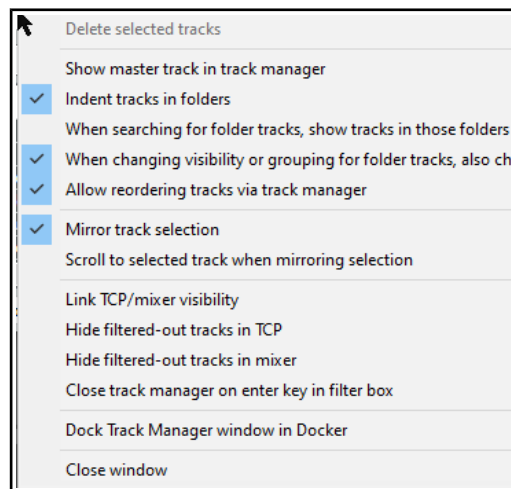 Delete selected tracks
Show master track in track manager
Indent tracks in folders
When searching for folder tracks, show tracks in those folders
When changing visibility or grouping for folder tracks, also
Allow reordering tracks via track manager
Mirror track selection
Scroll to selected track when mirroring selection
Link TCP/mixer visibility
Hide filtered-out tracks in TCP
Hide filtered-out tracks in mixer
Close track manager on enter key in filter box
Dock Track Manager window in Docker
Close window